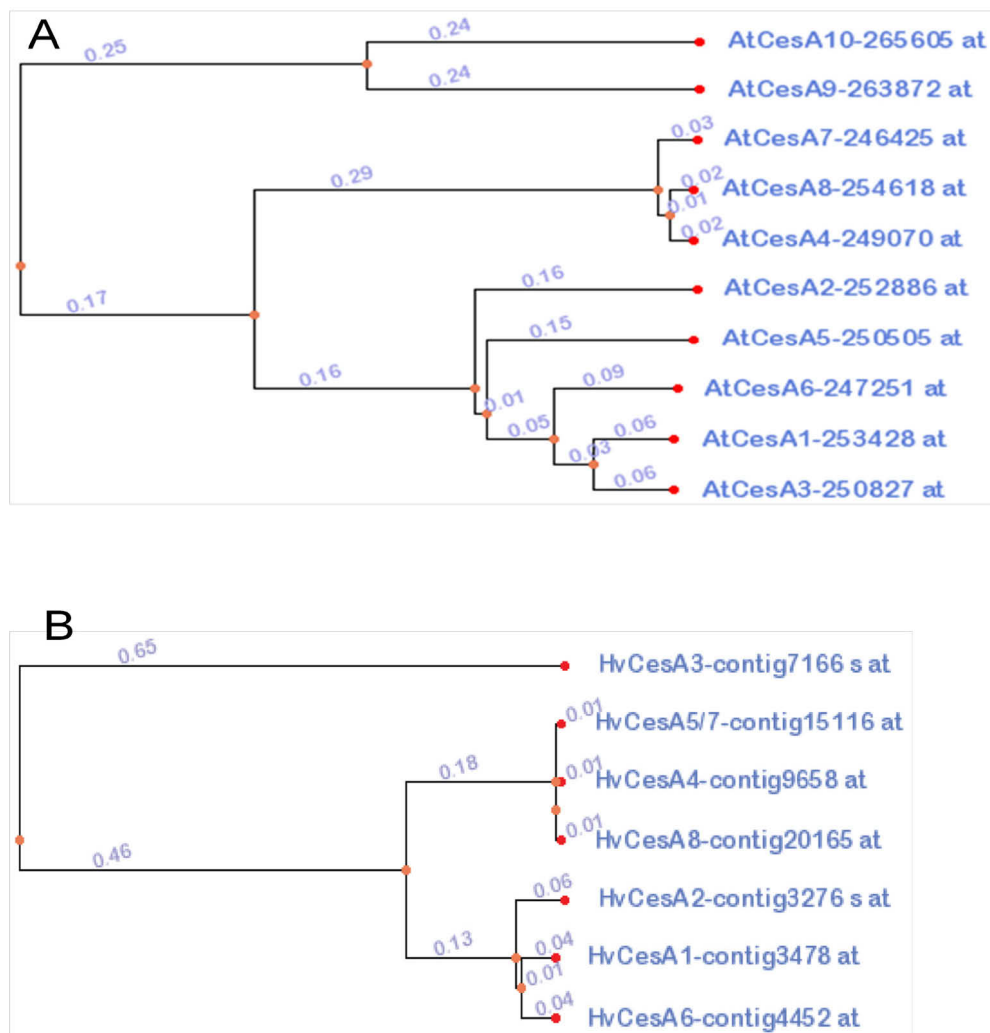 A
0.25
0.24
AtCesA10-265605 at
0.24
AtCesA9-263872 at
0.03
AtCesA7-246425 at
0.29
0.02
AtCesA8-254618 at
0.01
0.02
AtCesA4-249070 at
0.17
0.16
AtCesA2-252886 at
0.15
AtCesA5-250505 at
0.16
0.09
AtCesA6-247251 at
0.01
0.05
0.06
AtCesA1-253428 at
0.03
0.06
AtCesA3-250827 at
B
0.65
HvCesA3-contig7166 s at
0.01
HvCesA5/7-contig15116 at
0.18
0.01
HvCesA4-contig9658 at
0.01
HvCesA8-contig20165 at
0.46
0.06
HvCesA2-contig3276 s at
0.13
0.04
HvCesA1-contig3478 at
0.01
0.04
HvCesA6-contig4452 at